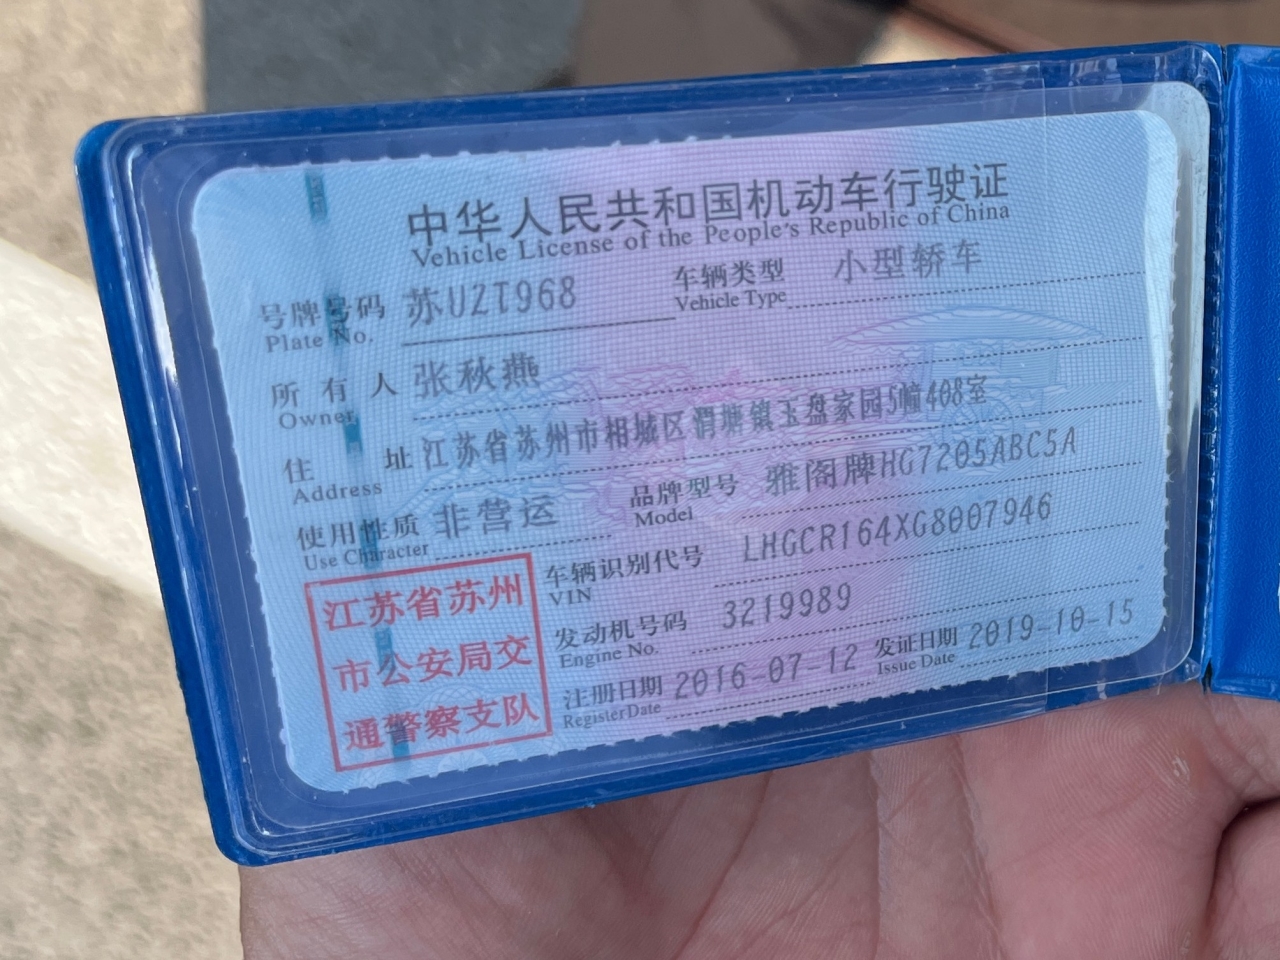 中华人民共和国机动车行驶证
Vehicle License of the People's Republic of China
号牌号码 苏UZT968 车辆类型 小型轿车
Plate No. Vehicle Type
所有人 张秋燕
Owner
住址 江苏省苏州市相城区渭塘镇玉盘家园5幢408室
Address
使用性质 非营运 品牌型号 雅阁牌HG7205ABC5A
Use Character Model
车辆识别代号 LHGCR164XG8007946
VIN
发动机号码 3219989
Engine No.
注册日期 2016-07-12 发证日期 2019-10-15
Register Date Issue Date
江苏省苏州
市公安局交
通警察支队